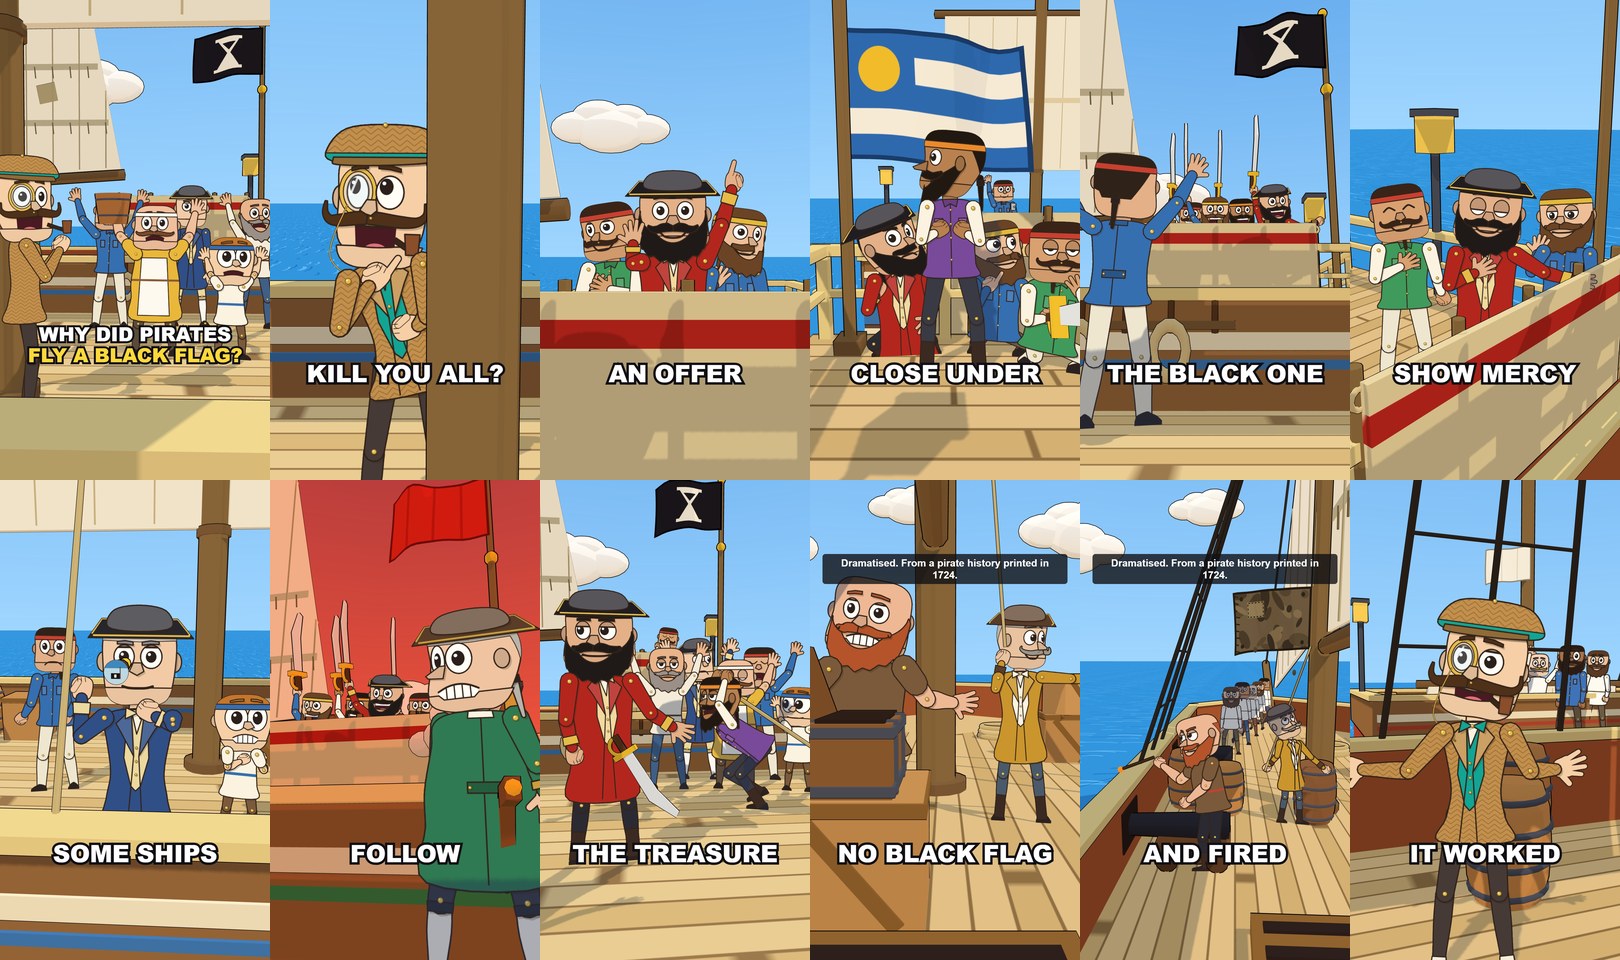 WHY DID PIRATES
FLY A BLACK FLAG?
KILL YOU ALL?
AN OFFER
CLOSE UNDER
THE BLACK ONE
SHOW MERCY
SOME SHIPS
FOLLOW
THE TREASURE
Dramatised. From a pirate history printed in
1724.
NO BLACK FLAG
Dramatised. From a pirate history printed in
1724.
AND FIRED
IT WORKED